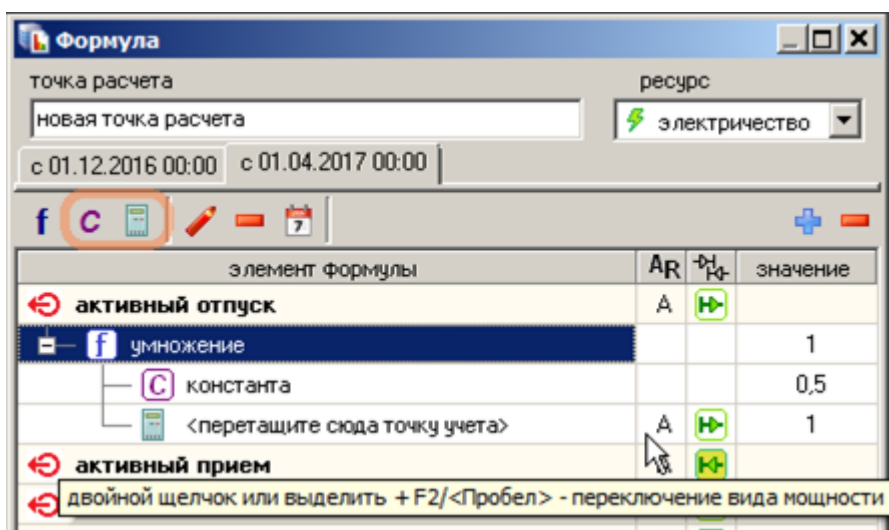 Формула
точка расчета ресурс
новая точка расчета электричество
с 01.12.2016 00:00 с 01.04.2017 00:00
f C 7
элемент формулы AR значение
активный отпуск A
f умножение 1
C константа 0,5
<перетащите сюда точку учета> A 1
активный прием
двойной щелчок или выделить + F2/<Пробел> - переключение вида мощности